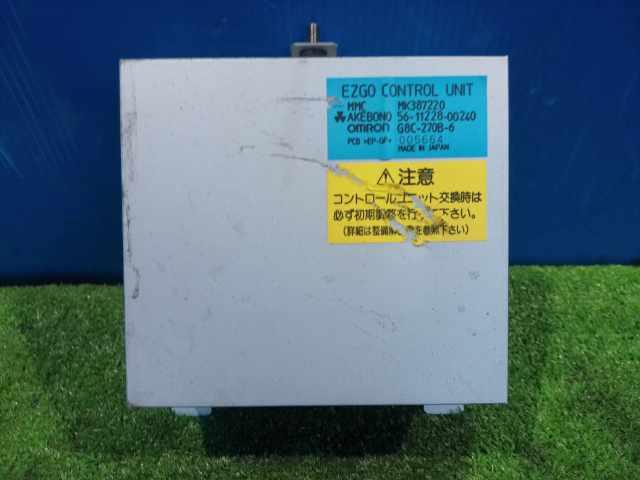 EZGO CONTROL UNIT
MMC MK387220
AKEBONO 56-11228-00240
OMRON G8C-270B-6
PCB >EP-GF< 005664
MADE IN JAPAN
⚠注意
コントロールユニット交換時は
必ず初期調整を行って下さい。
(詳細は整備解説書を参照下さい)